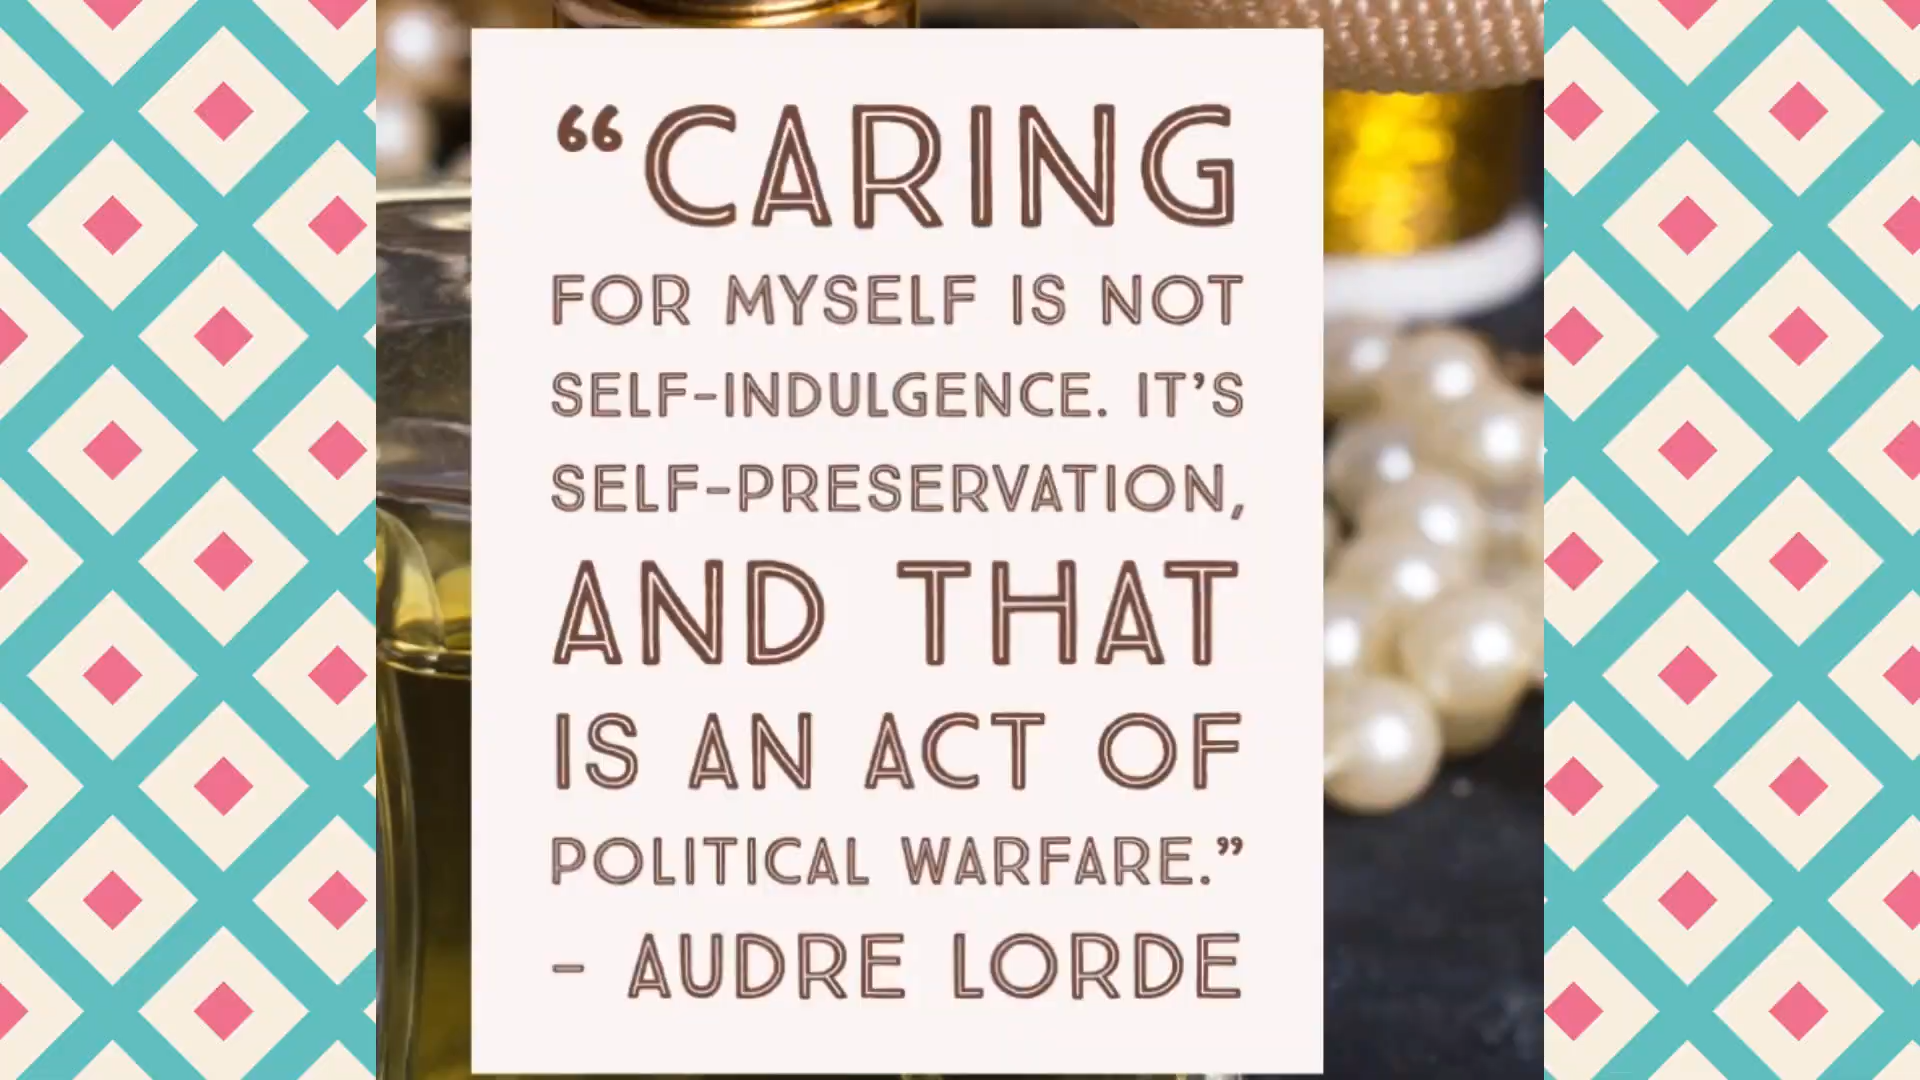 “CARING
FOR MYSELF IS NOT
SELF-INDULGENCE. IT’S
SELF-PRESERVATION,
AND THAT
IS AN ACT OF
POLITICAL WARFARE.”
- AUDRE LORDE